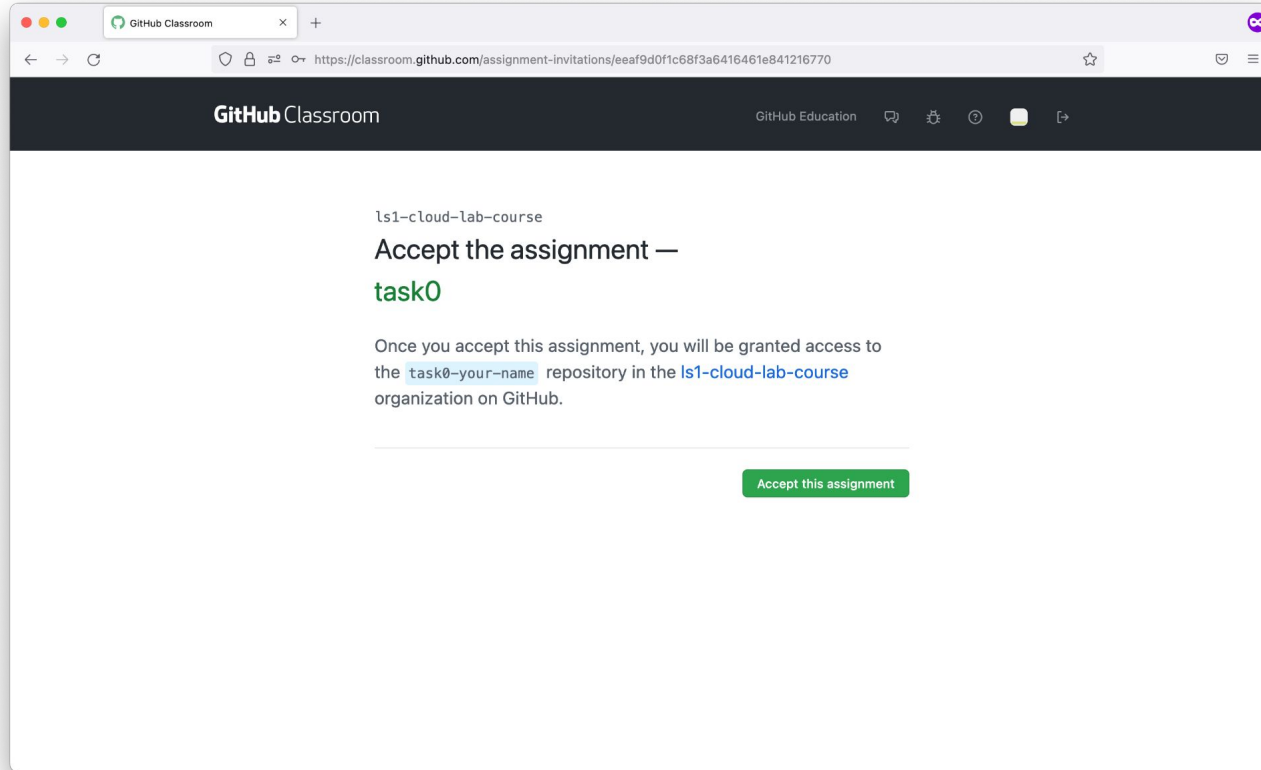 GitHub Classroom
https://classroom.github.com/assignment-invitations/eeaf9d0f1c68f3a6416461e841216770
GitHub Classroom
GitHub Education
ls1-cloud-lab-course
Accept the assignment —
task0
Once you accept this assignment, you will be granted access to
the task0-your-name repository in the ls1-cloud-lab-course
organization on GitHub.
Accept this assignment